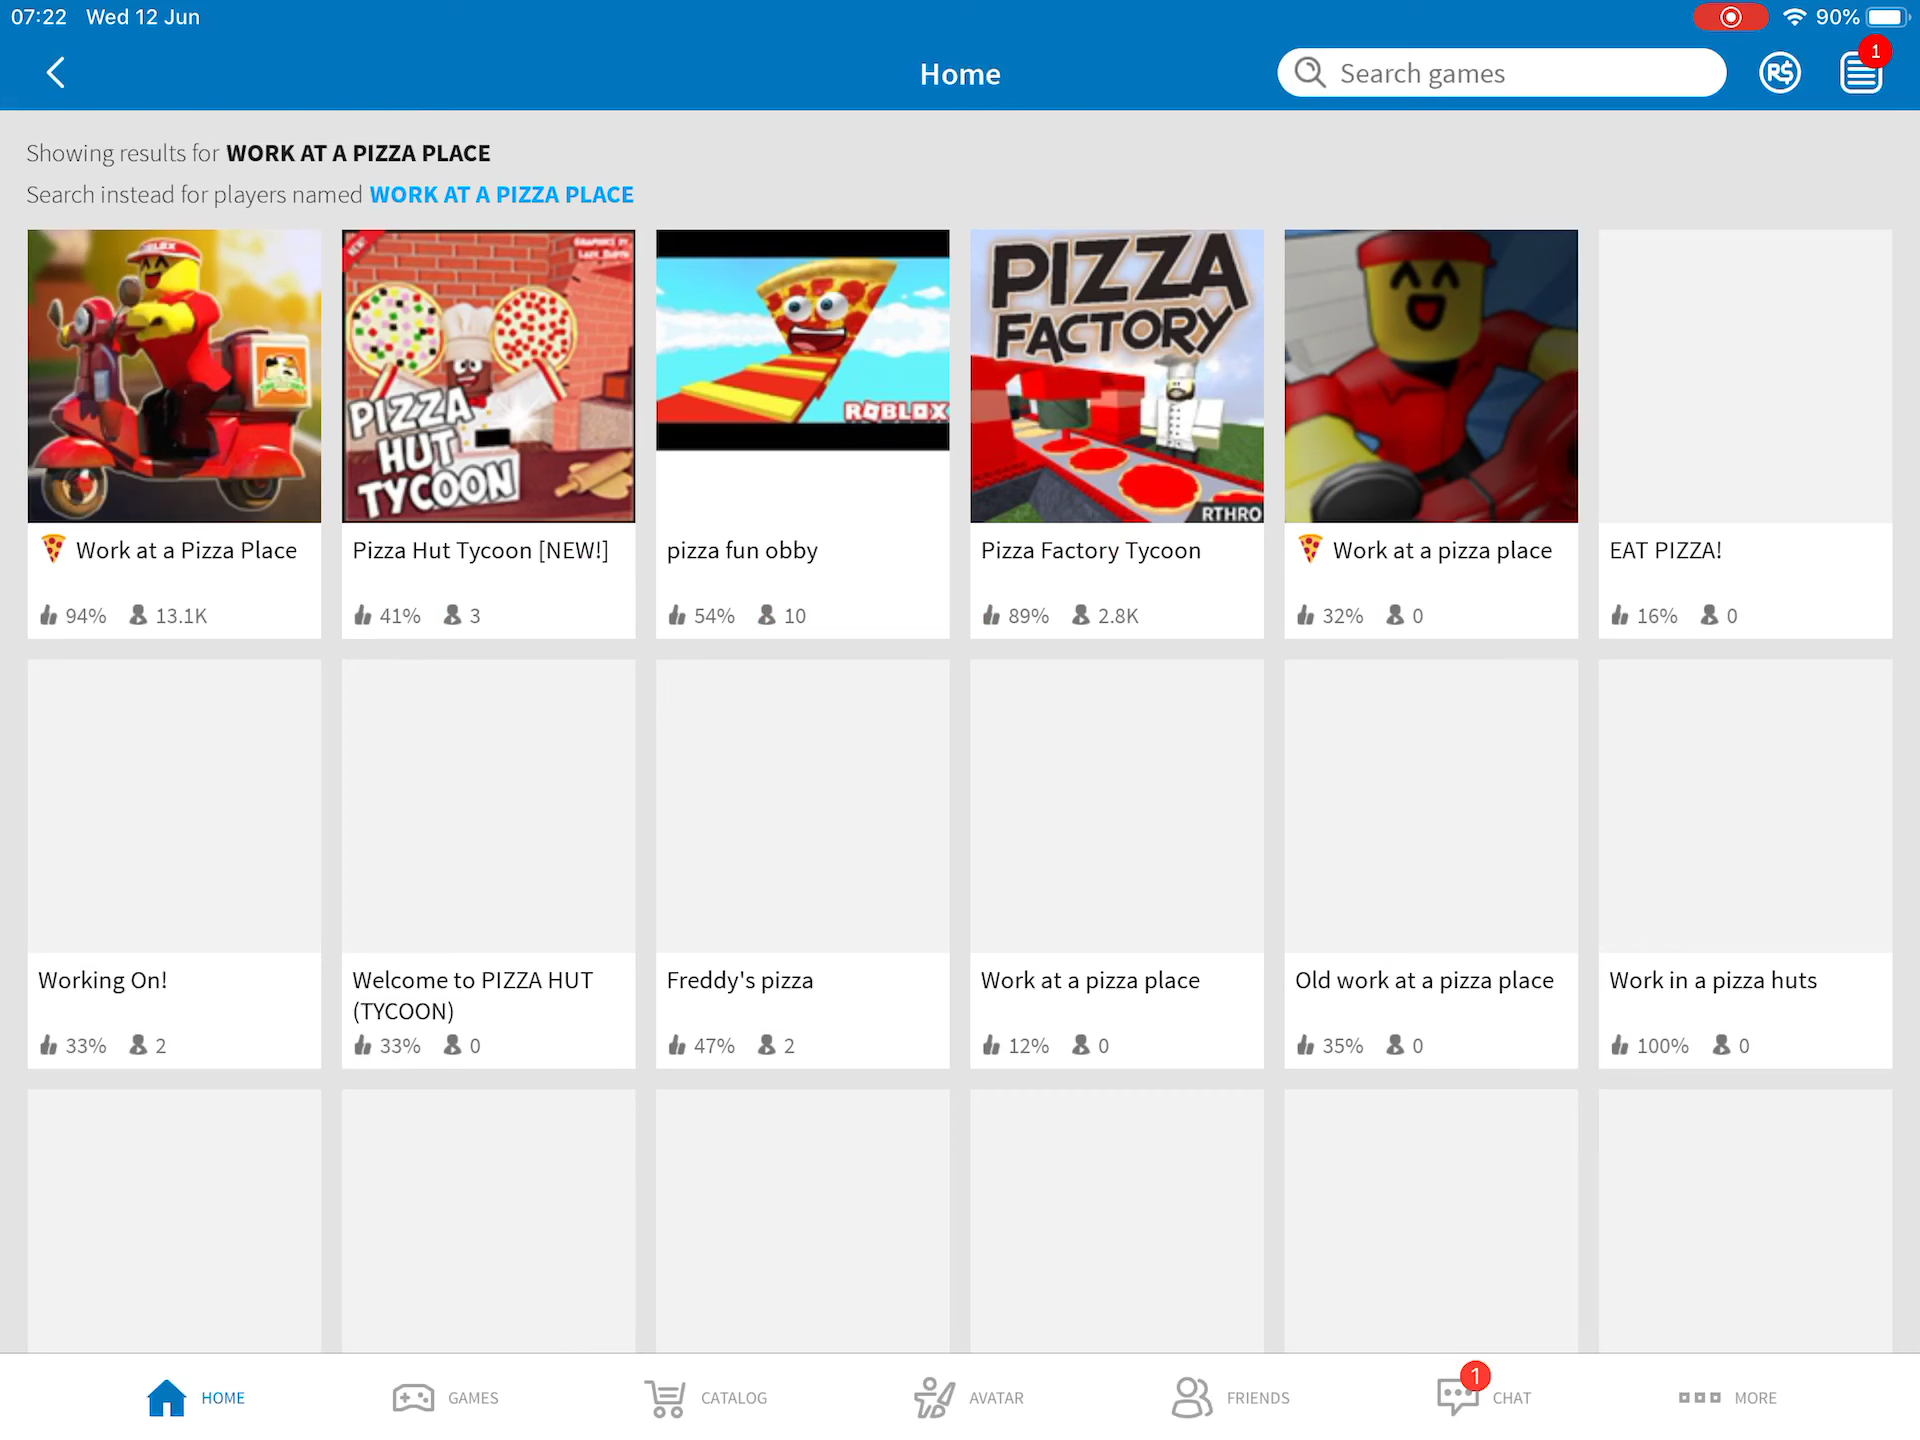 07:22 Wed 12 Jun
90%
Home
Search games
R$
1
Showing results for WORK AT A PIZZA PLACE
Search instead for players named WORK AT A PIZZA PLACE
NEW!
PIZZA
HUT
TYCOON
ROBLOX
PIZZA
FACTORY
RTHRO
🍕 Work at a Pizza Place
Pizza Hut Tycoon [NEW!]
pizza fun obby
Pizza Factory Tycoon
🍕 Work at a pizza place
EAT PIZZA!
94% 13.1K
41% 3
54% 10
89% 2.8K
32% 0
16% 0
Working On!
Welcome to PIZZA HUT
(TYCOON)
Freddy's pizza
Work at a pizza place
Old work at a pizza place
Work in a pizza huts
33% 2
33% 0
47% 2
12% 0
35% 0
100% 0
HOME
GAMES
CATALOG
AVATAR
FRIENDS
1
CHAT
MORE